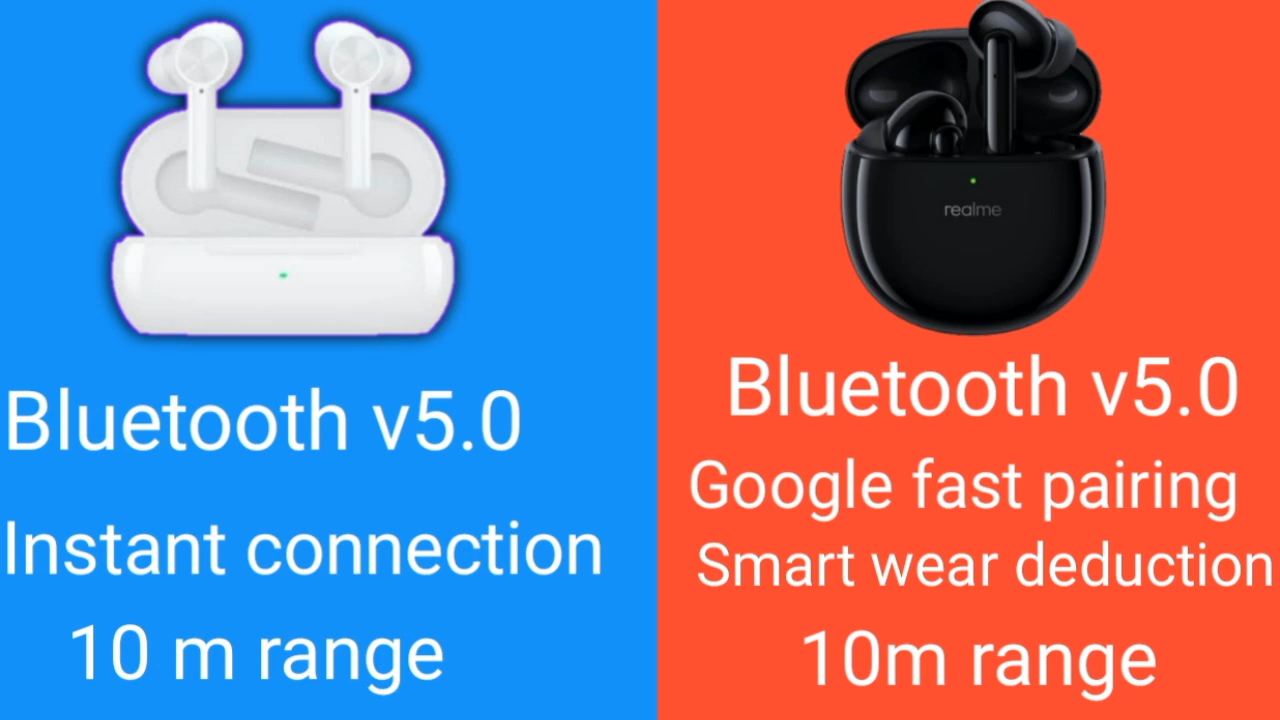 Bluetooth v5.0
Instant connection
10 m range
realme
Bluetooth v5.0
Google fast pairing
Smart wear deduction
10m range